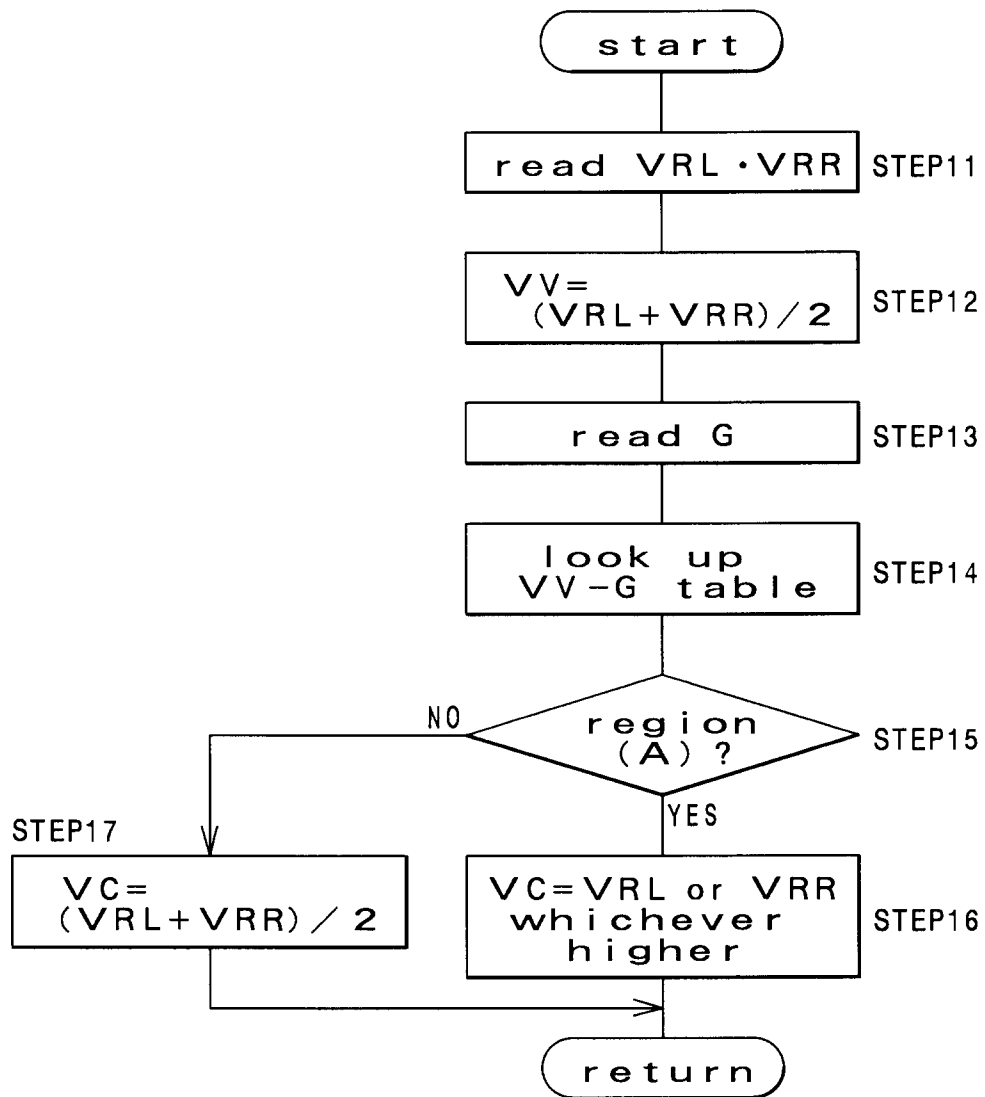 start
read VRL・VRR
STEP11
VV=
(VRL+VRR)/2
STEP12
read G
STEP13
look up
VV-G table
STEP14
region
(A)?
STEP15
NO
YES
STEP17
VC=
(VRL+VRR)/2
VC=VRL or VRR
whichever
higher
STEP16
return